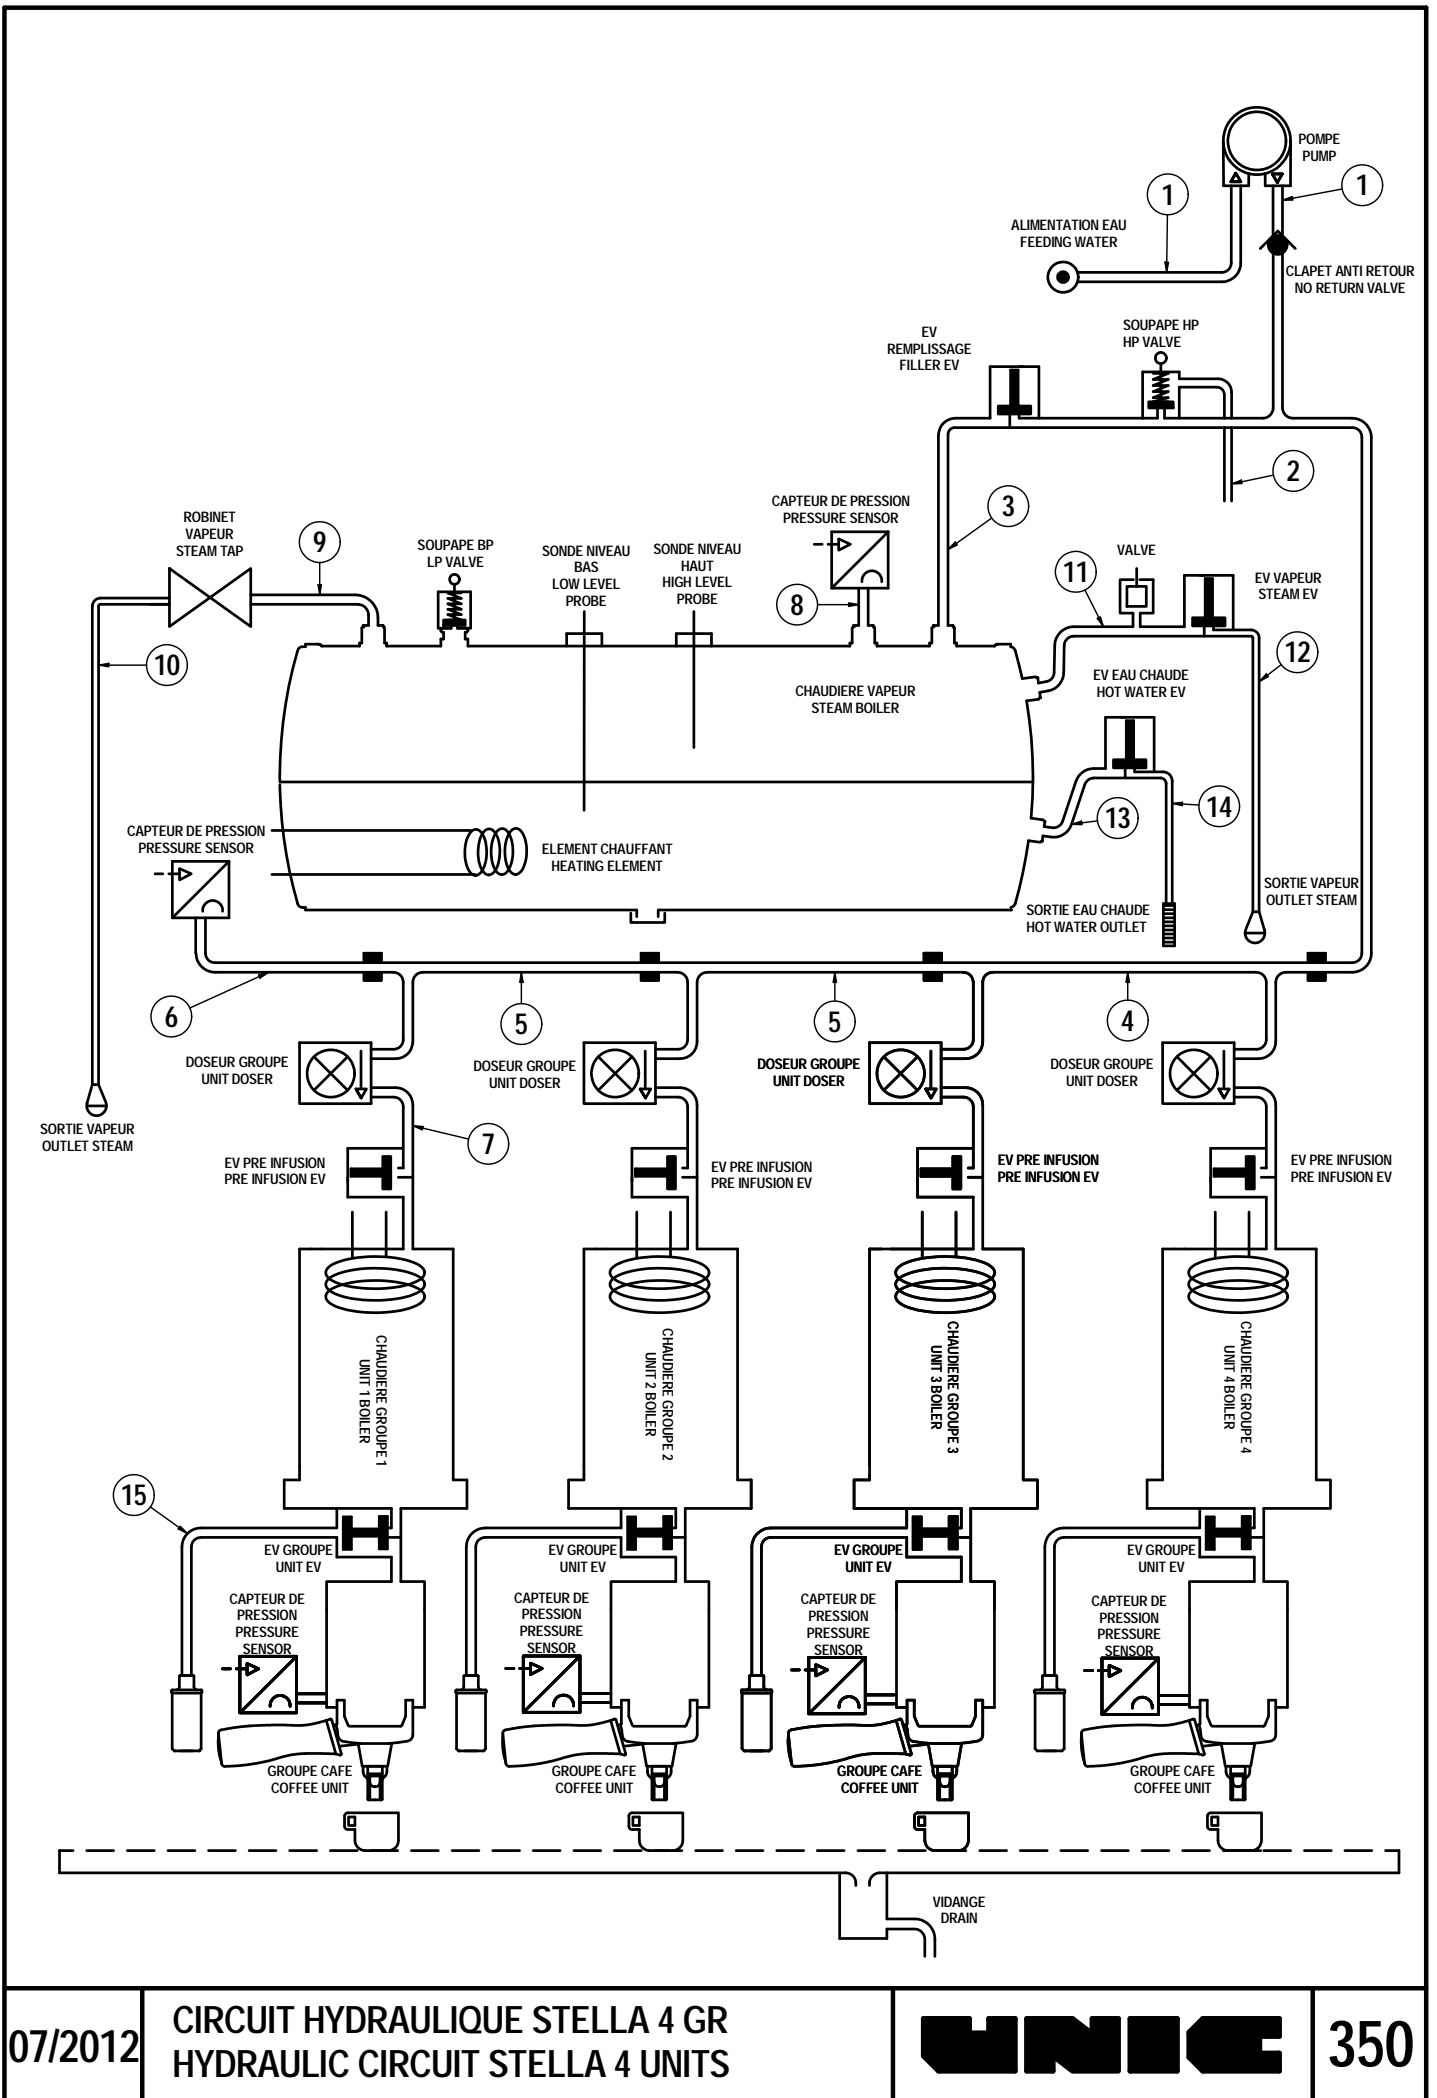 POMPE
PUMP
1
1
ALIMENTATION EAU
FEEDING WATER
CLAPET ANTI RETOUR
NO RETURN VALVE
EV
REMPLISSAGE
FILLER EV
SOUPAPE HP
HP VALVE
2
3
CAPTEUR DE PRESSION
PRESSURE SENSOR
ROBINET
VAPEUR
STEAM TAP
9
SOUPAPE BP
LP VALVE
SONDE NIVEAU
BAS
LOW LEVEL
PROBE
SONDE NIVEAU
HAUT
HIGH LEVEL
PROBE
8
11
VALVE
EV VAPEUR
STEAM EV
10
12
CHAUDIERE VAPEUR
STEAM BOILER
EV EAU CHAUDE
HOT WATER EV
13
14
CAPTEUR DE PRESSION
PRESSURE SENSOR
ELEMENT CHAUFFANT
HEATING ELEMENT
SORTIE VAPEUR
OUTLET STEAM
SORTIE EAU CHAUDE
HOT WATER OUTLET
6
5
5
4
DOSEUR GROUPE
UNIT DOSER
DOSEUR GROUPE
UNIT DOSER
DOSEUR GROUPE
UNIT DOSER
DOSEUR GROUPE
UNIT DOSER
SORTIE VAPEUR
OUTLET STEAM
7
EV PRE INFUSION
PRE INFUSION EV
EV PRE INFUSION
PRE INFUSION EV
EV PRE INFUSION
PRE INFUSION EV
EV PRE INFUSION
PRE INFUSION EV
CHAUDIERE GROUPE 1
UNIT 1 BOILER
CHAUDIERE GROUPE 2
UNIT 2 BOILER
CHAUDIERE GROUPE 3
UNIT 3 BOILER
CHAUDIERE GROUPE 4
UNIT 4 BOILER
15
EV GROUPE
UNIT EV
EV GROUPE
UNIT EV
EV GROUPE
UNIT EV
EV GROUPE
UNIT EV
CAPTEUR DE
PRESSION
PRESSURE
SENSOR
CAPTEUR DE
PRESSION
PRESSURE
SENSOR
CAPTEUR DE
PRESSION
PRESSURE
SENSOR
CAPTEUR DE
PRESSION
PRESSURE
SENSOR
GROUPE CAFE
COFFEE UNIT
GROUPE CAFE
COFFEE UNIT
GROUPE CAFE
COFFEE UNIT
GROUPE CAFE
COFFEE UNIT
VIDANGE
DRAIN
07/2012
CIRCUIT HYDRAULIQUE STELLA 4 GR
HYDRAULIC CIRCUIT STELLA 4 UNITS
UNIC
350